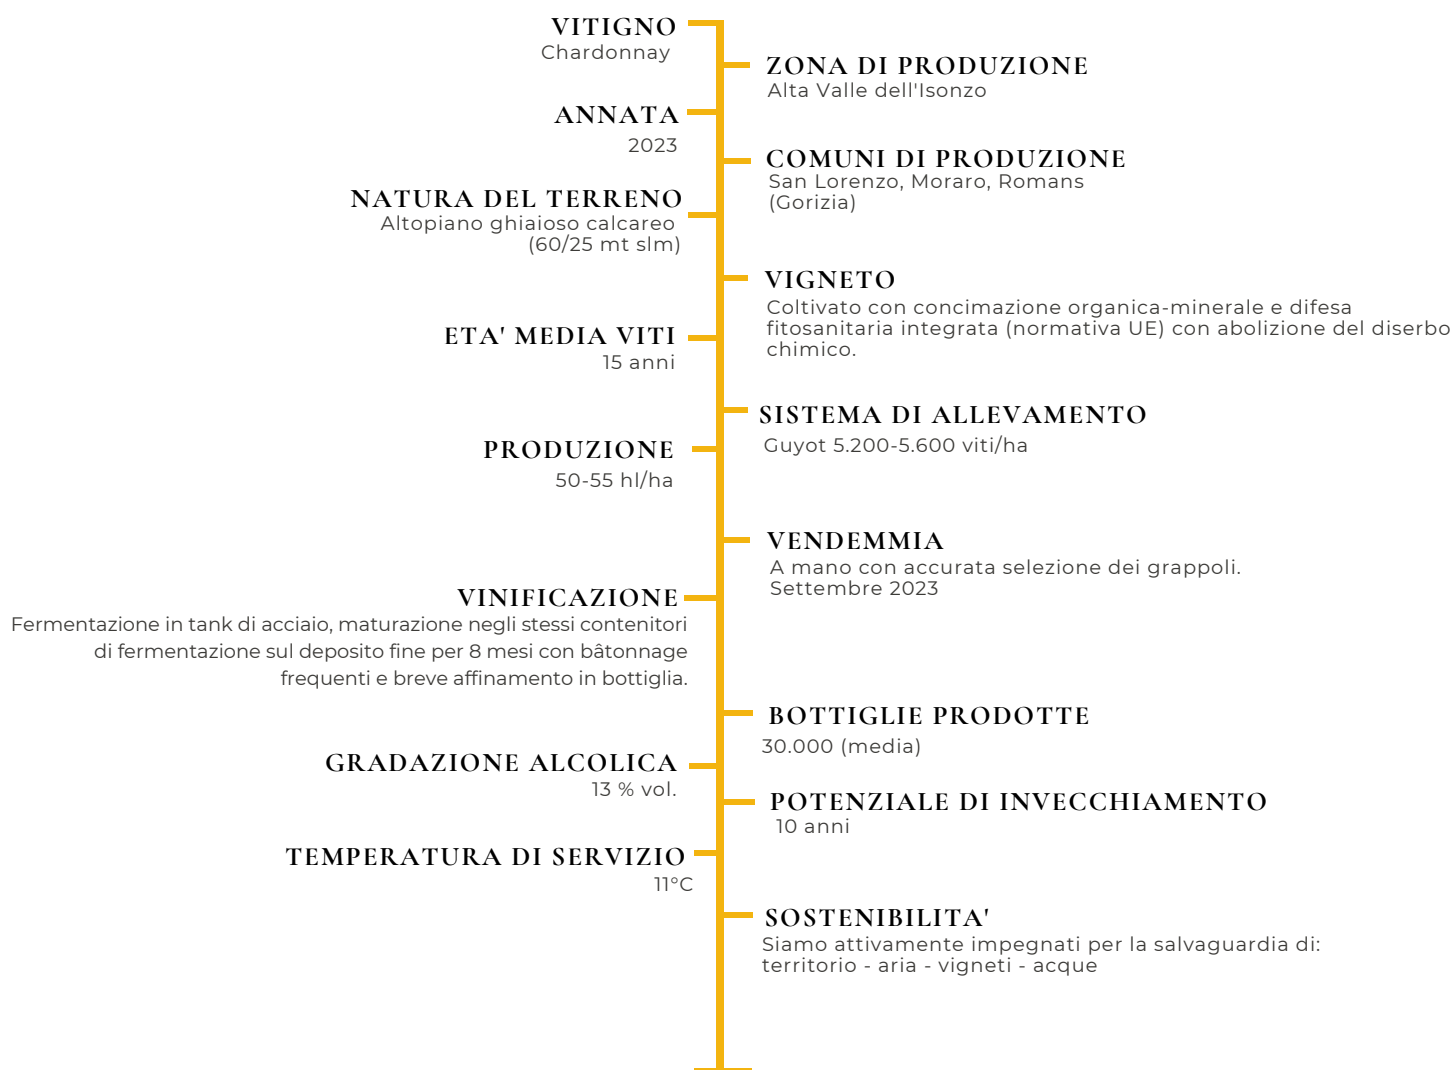 VITIGNO
Chardonnay
ZONA DI PRODUZIONE
Alta Valle dell'Isonzo
ANNATA
2023
COMUNI DI PRODUZIONE
San Lorenzo, Moraro, Romans
(Gorizia)
NATURA DEL TERRENO
Altopiano ghiaioso calcareo
(60/25 mt slm)
VIGNETO
Coltivato con concimazione organica-minerale e difesa
fitosanitaria integrata (normativa UE) con abolizione del diserbo
chimico.
ETA' MEDIA VITI
15 anni
SISTEMA DI ALLEVAMENTO
Guyot 5.200-5.600 viti/ha
PRODUZIONE
50-55 hl/ha
VENDEMMIA
A mano con accurata selezione dei grappoli.
Settembre 2023
VINIFICAZIONE
Fermentazione in tank di acciaio, maturazione negli stessi contenitori
di fermentazione sul deposito fine per 8 mesi con bâtonnage
frequenti e breve affinamento in bottiglia.
BOTTIGLIE PRODOTTE
30.000 (media)
GRADAZIONE ALCOLICA
13 % vol.
POTENZIALE DI INVECCHIAMENTO
10 anni
TEMPERATURA DI SERVIZIO
11°C
SOSTENIBILITA'
Siamo attivamente impegnati per la salvaguardia di:
territorio - aria - vigneti - acque